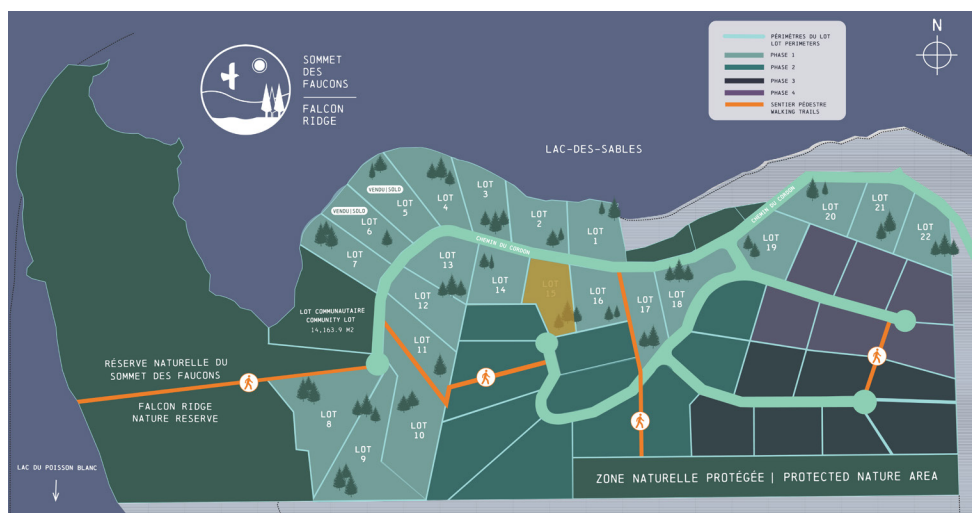 SOMMET
DES
FAUCONS
FALCON
RIDGE
PÉRIMÈTRES DU LOT
LOT PERIMETERS
PHASE 1
PHASE 2
PHASE 3
PHASE 4
SENTIER PÉDESTRE
WALKING TRAILS
N
LAC-DES-SABLES
VENDU|SOLD
VENDU|SOLD
LOT
1
LOT
2
LOT
3
LOT
4
LOT
5
LOT
6
LOT
7
CHEMIN DU CORDON
CHEMIN DU CORDON
LOT
13
LOT
14
LOT
15
LOT
16
LOT
17
LOT
18
LOT
19
LOT
20
LOT
21
LOT
22
LOT
12
LOT
11
LOT
10
LOT
8
LOT
9
LOT COMMUNAUTAIRE
COMMUNITY LOT
14,163.9 M2
RÉSERVE NATURELLE DU
SOMMET DES FAUCONS
FALCON RIDGE
NATURE RESERVE
LAC DU POISSON BLANC
ZONE NATURELLE PROTÉGÉE | PROTECTED NATURE AREA